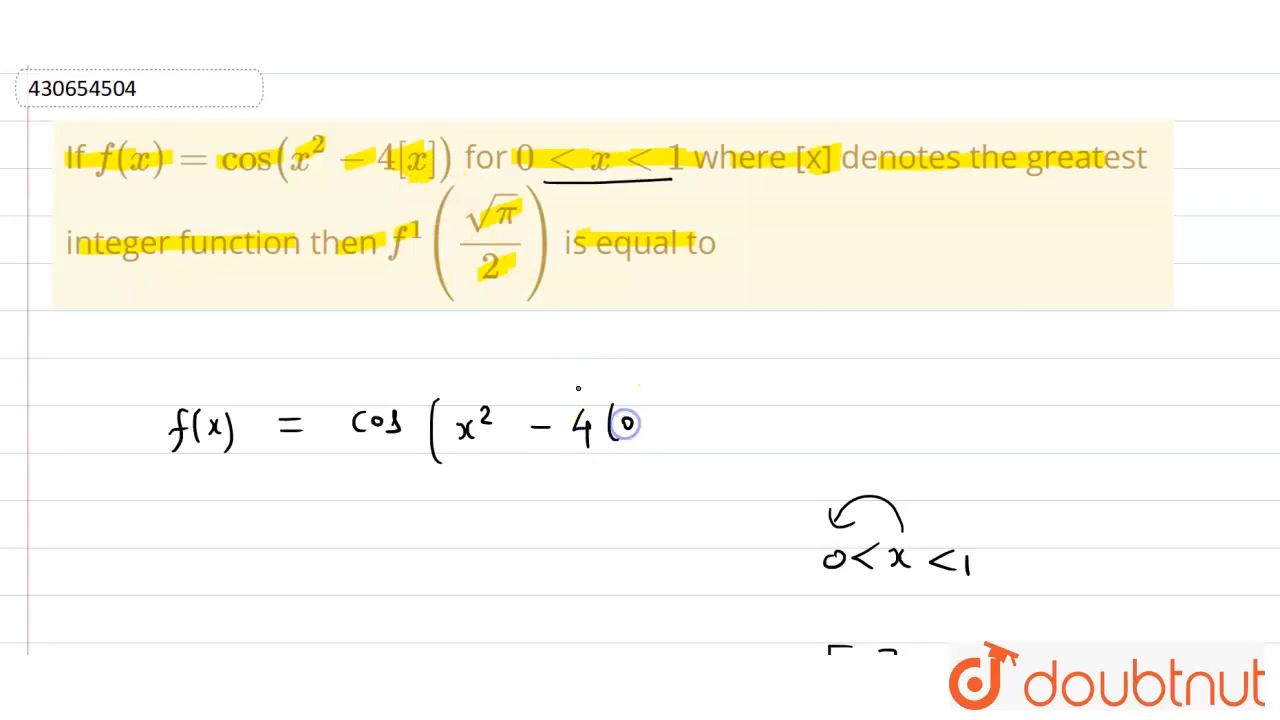 430654504
If f(x) = cos(x² − 4[x]) for 0 < x < 1 where [x] denotes the greatest
integer function then f¹(√π/2) is equal to
f(x) = cos (x² − 4(0
0 < x < 1
doubtnut